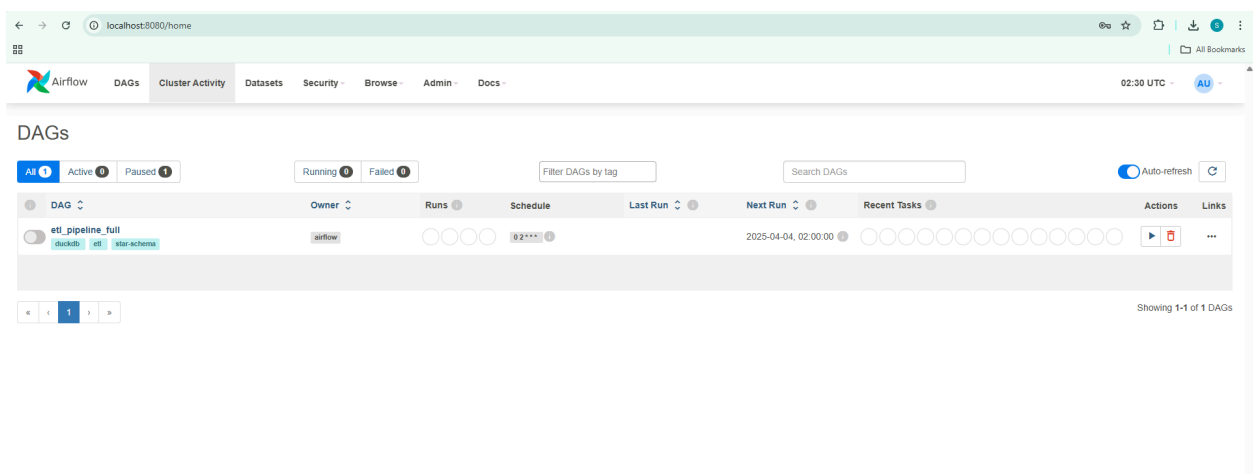 localhost:8080/home
S
All Bookmarks
Airflow DAGs Cluster Activity Datasets Security Browse Admin Docs 02:30 UTC AU
DAGs
All 1 Active 0 Paused 1 Running 0 Failed 0 Filter DAGs by tag Search DAGs Auto-refresh
DAG Owner Runs Schedule Last Run Next Run Recent Tasks Actions Links
etl_pipeline_full airflow 0 2 * * * 2025-04-04, 02:00:00
duckdb etl star-schema
« ‹ 1 › » Showing 1-1 of 1 DAGs